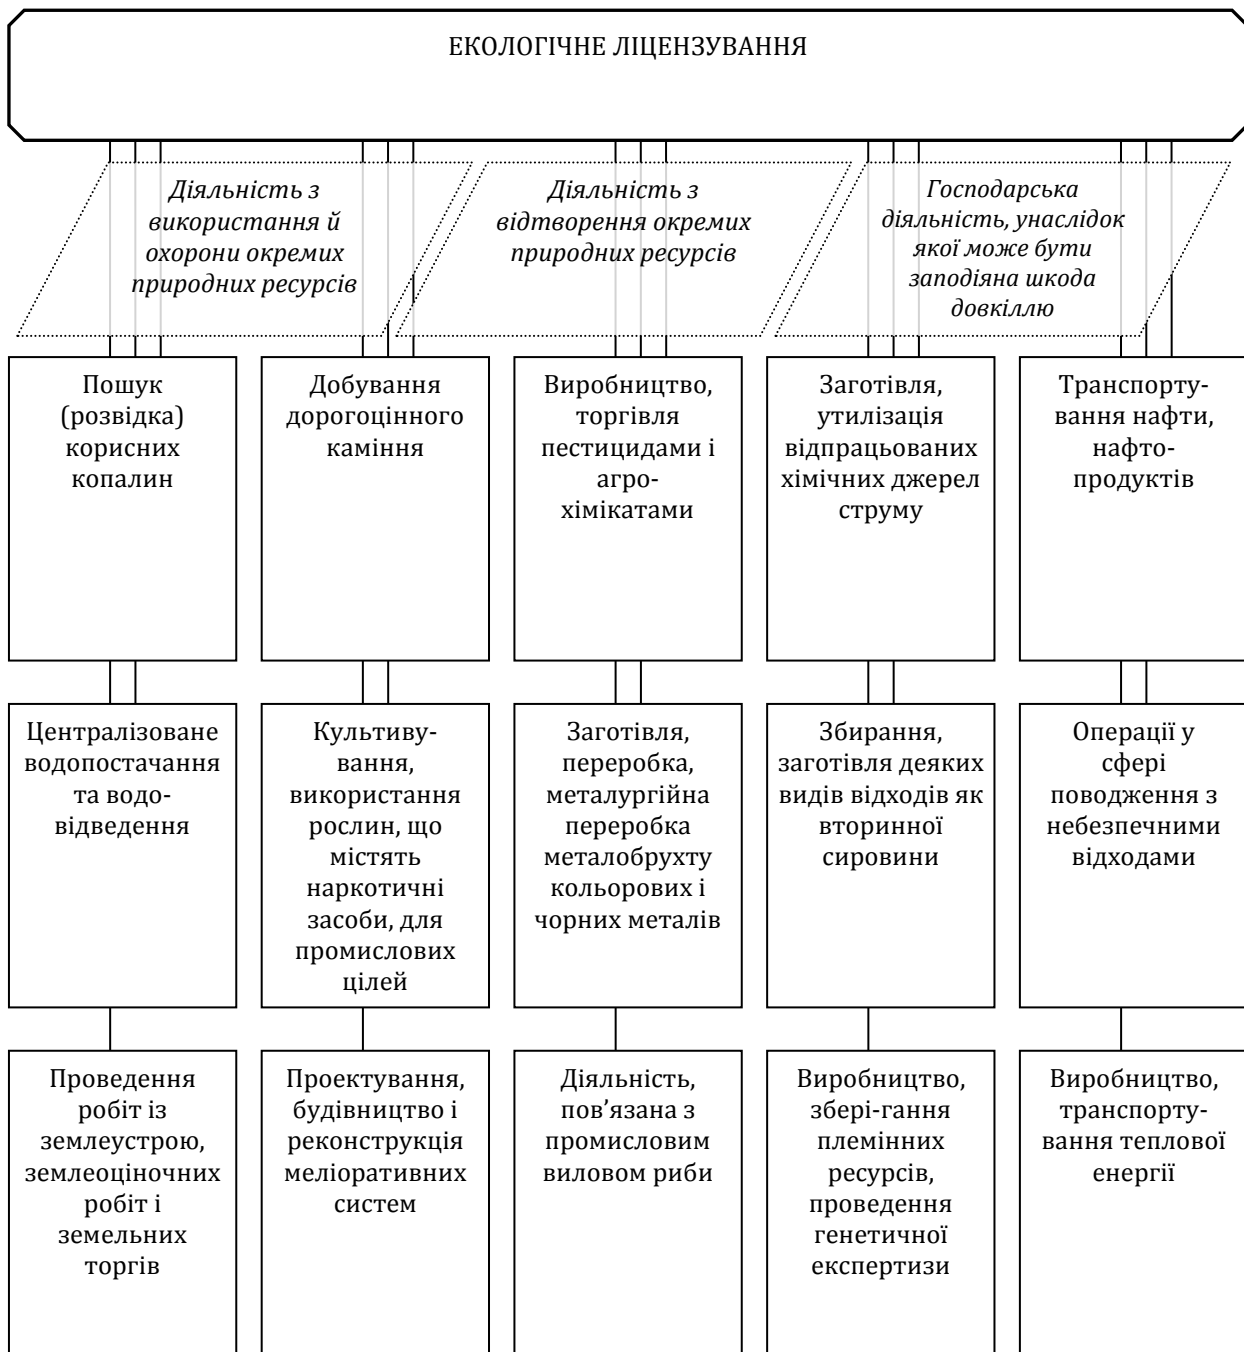 ЕКОЛОГІЧНЕ ЛІЦЕНЗУВАННЯ
Діяльність з
використання й
охорони окремих
природних ресурсів
Діяльність з
відтворення окремих
природних ресурсів
Господарська
діяльність, унаслідок
якої може бути
заподіяна шкода
довкіллю
Пошук
(розвідка)
корисних
копалин
Добування
дорогоцінного
каміння
Виробництво,
торгівля
пестицидами і
агро-
хімікатами
Заготівля,
утилізація
відпрацьованих
хімічних джерел
струму
Транспорту-
вання нафти,
нафто-
продуктів
Централізоване
водопостачання
та водо-
відведення
Культиву-
вання,
використання
рослин, що
містять
наркотичні
засоби, для
промислових
цілей
Заготівля,
переробка,
металургійна
переробка
металобрухту
кольорових і
чорних металів
Збирання,
заготівля деяких
видів відходів як
вторинної
сировини
Операції у
сфері
поводження з
небезпечними
відходами
Проведення
робіт із
землеустрою,
землеоціночних
робіт і
земельних
торгів
Проектування,
будівництво і
реконструкція
меліоративних
систем
Діяльність,
пов’язана з
промисловим
виловом риби
Виробництво,
збері-гання
племінних
ресурсів,
проведення
генетичної
експертизи
Виробництво,
транспорту-
вання теплової
енергії